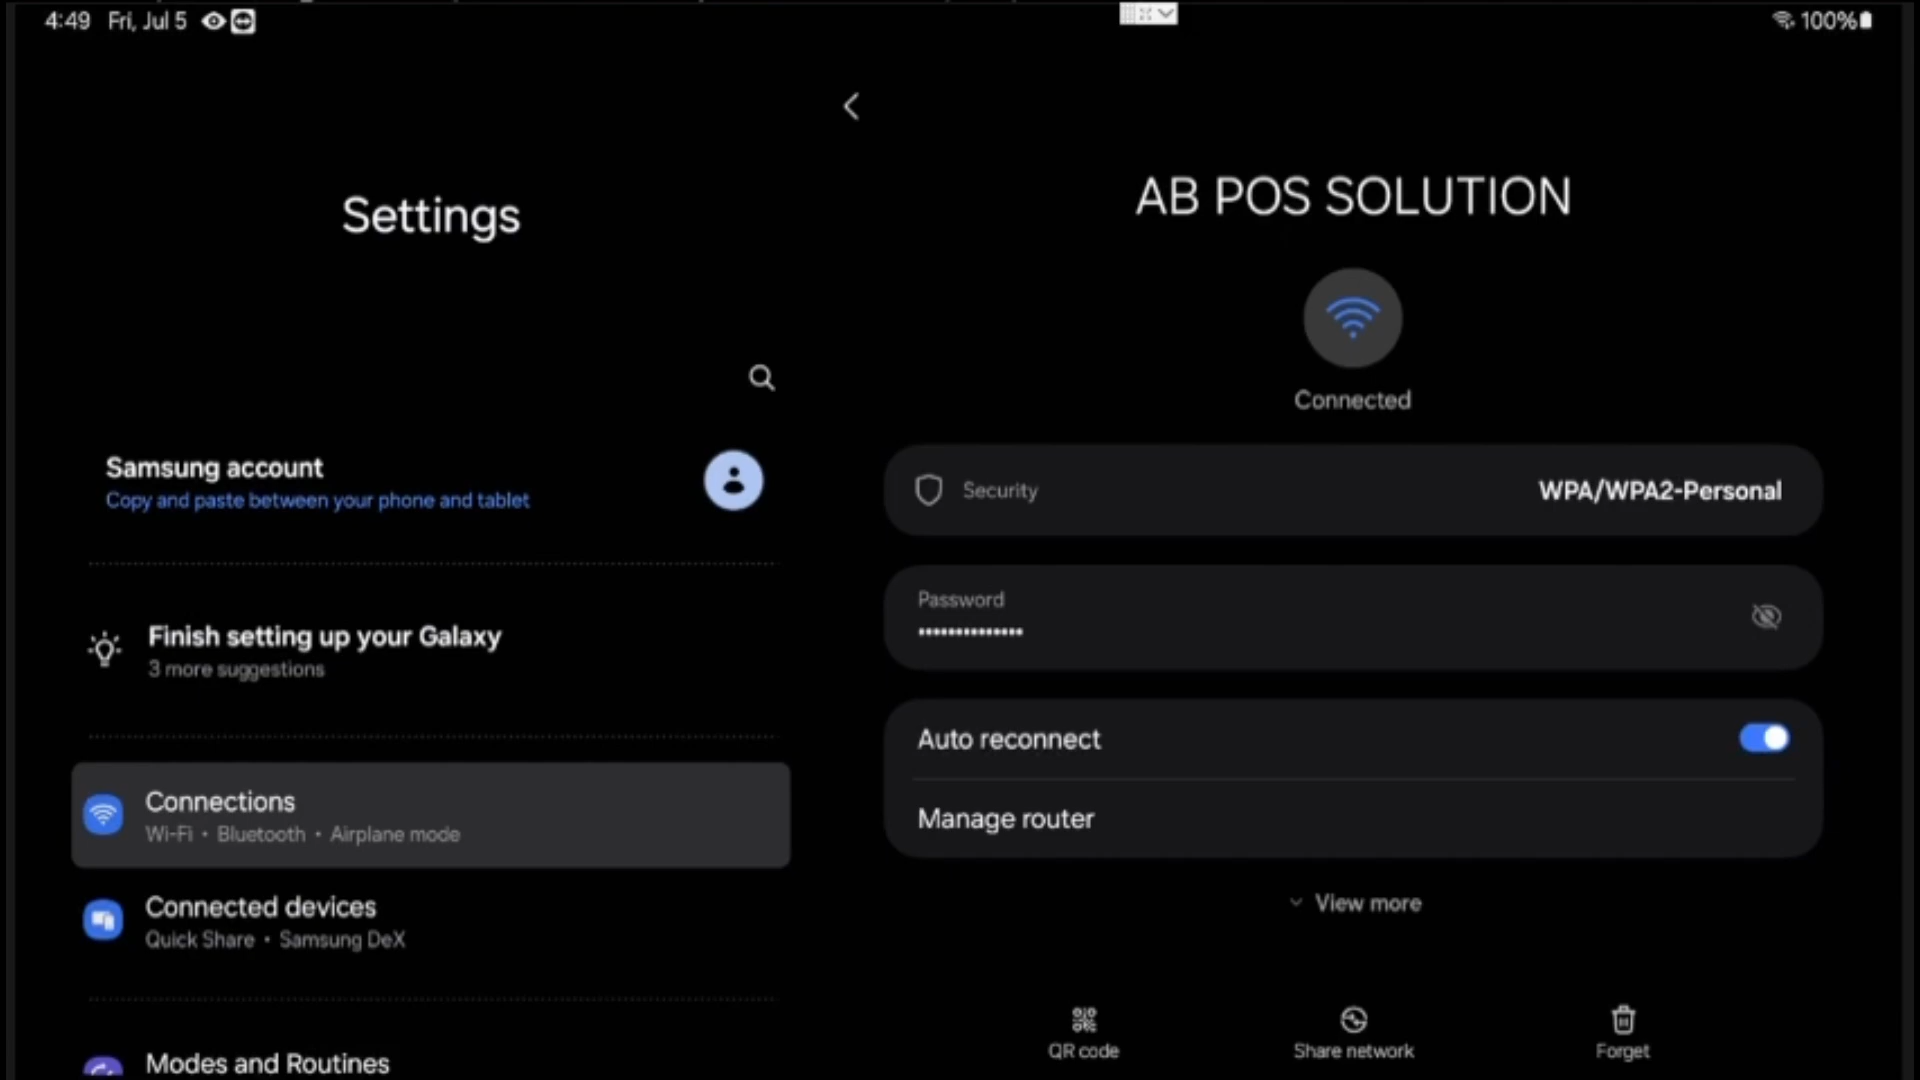 4:49 Fri, Jul 5
100%
Settings
Samsung account
Copy and paste between your phone and tablet
Finish setting up your Galaxy
3 more suggestions
Connections
Wi-Fi • Bluetooth • Airplane mode
Connected devices
Quick Share • Samsung DeX
Modes and Routines
AB POS SOLUTION
Connected
Security
WPA/WPA2-Personal
Password
••••••••••••••
Auto reconnect
Manage router
View more
QR code
Share network
Forget